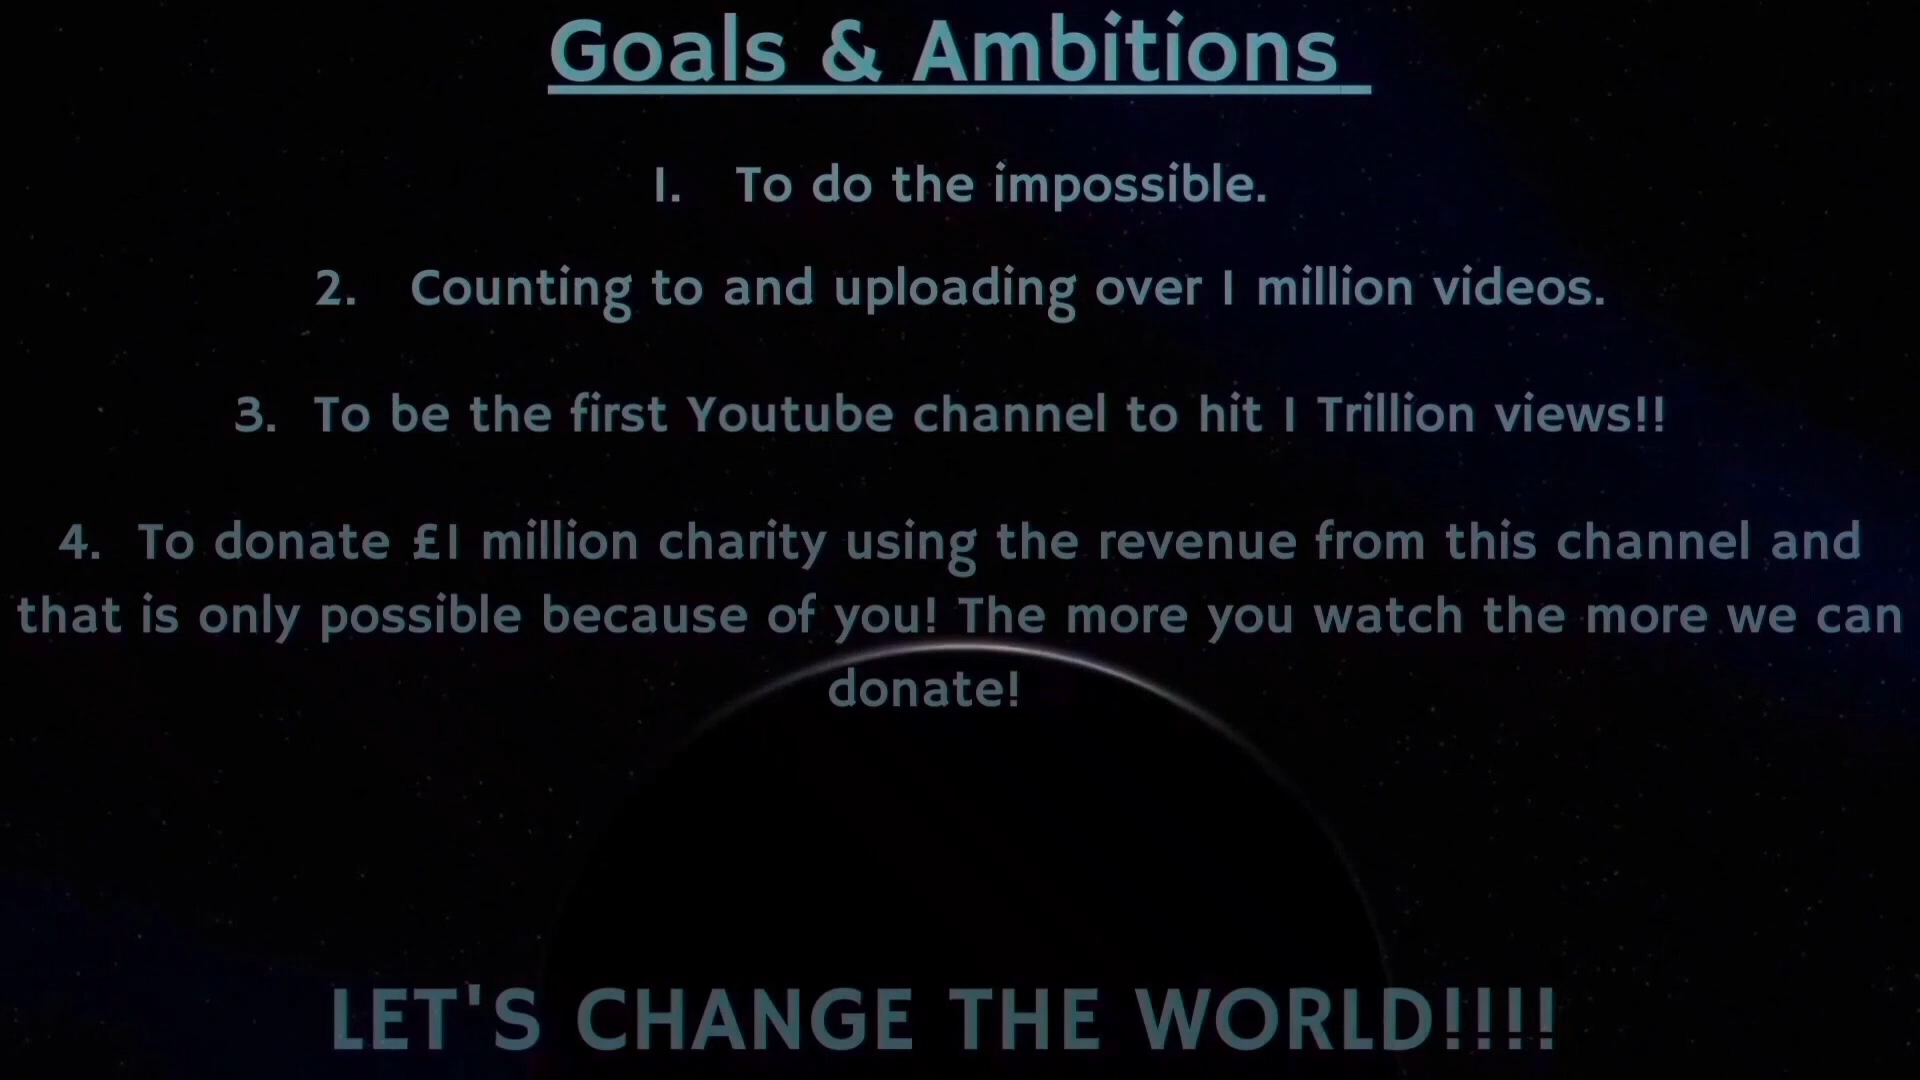 Goals & Ambitions
1. To do the impossible.
2. Counting to and uploading over 1 million videos.
3. To be the first Youtube channel to hit 1 Trillion views!!
4. To donate £1 million charity using the revenue from this channel and
that is only possible because of you! The more you watch the more we can
donate!
LET'S CHANGE THE WORLD!!!!